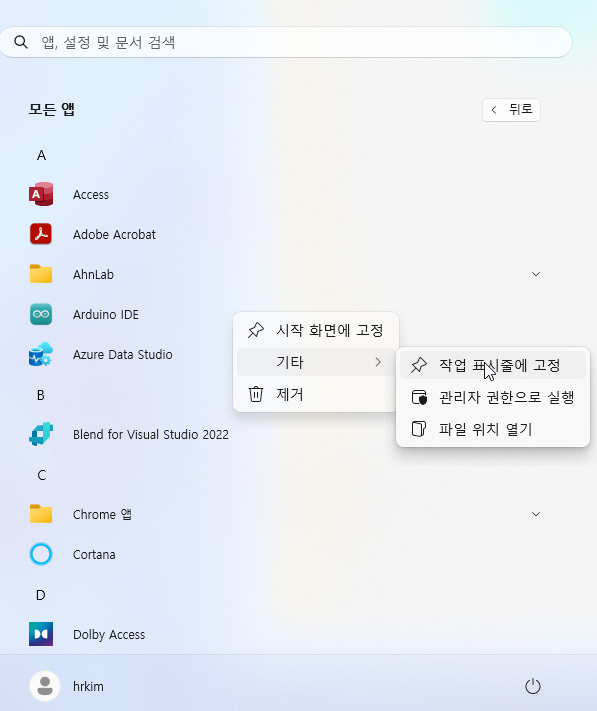 앱, 설정 및 문서 검색
모든 앱
뒤로
A
Access
Adobe Acrobat
AhnLab
Arduino IDE
Azure Data Studio
시작 화면에 고정
기타
제거
작업 표시줄에 고정
관리자 권한으로 실행
파일 위치 열기
B
Blend for Visual Studio 2022
C
Chrome 앱
Cortana
D
Dolby Access
hrkim